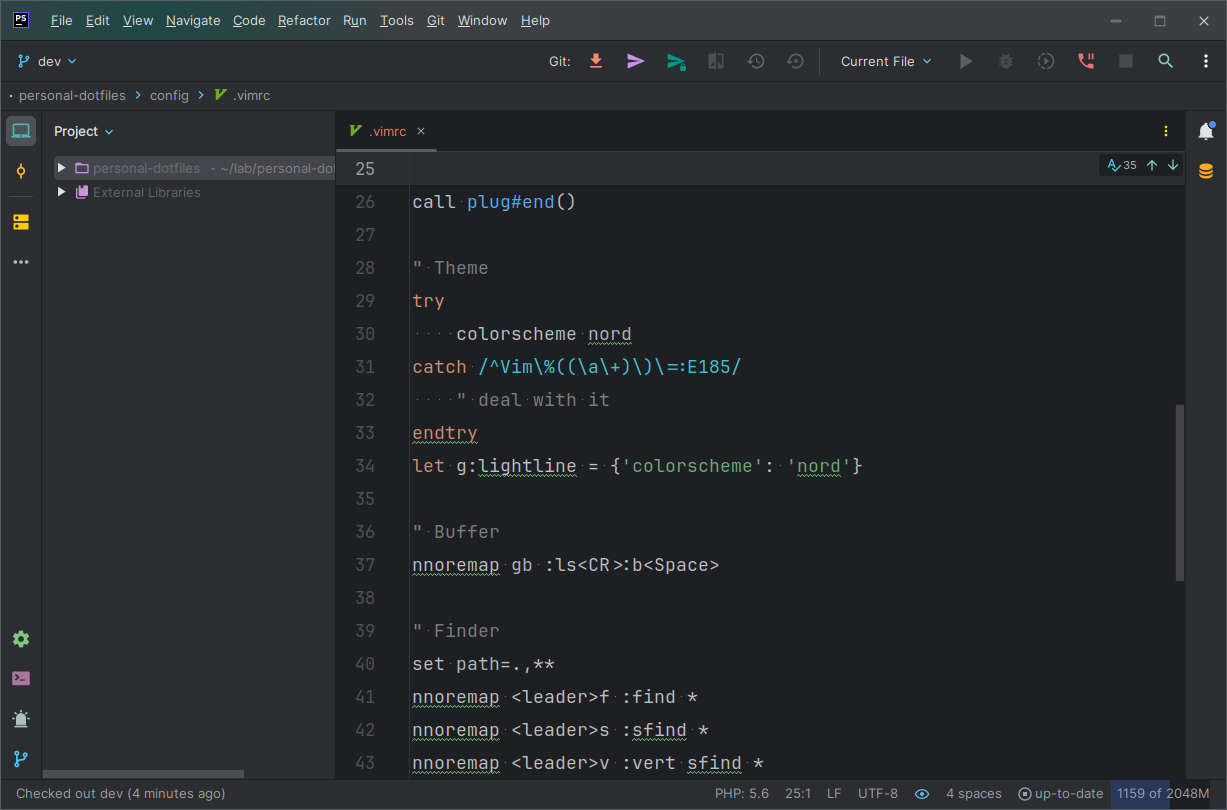 PS File Edit View Navigate Code Refactor Run Tools Git Window Help
dev Git: Current File
personal-dotfiles config .vimrc
Project
.vimrc
personal-dotfiles - ~/lab/personal-dot
External Libraries
35
25
26 call plug#end()
27
28 " Theme
29 try
30 colorscheme nord
31 catch /^Vim\%((\a\+)\)\=:E185/
32 " deal with it
33 endtry
34 let g:lightline = {'colorscheme': 'nord'}
35
36 " Buffer
37 nnoremap gb :ls<CR>:b<Space>
38
39 " Finder
40 set path=.,**
41 nnoremap <leader>f :find *
42 nnoremap <leader>s :sfind *
43 nnoremap <leader>v :vert sfind *
Checked out dev (4 minutes ago) PHP: 5.6 25:1 LF UTF-8 4 spaces up-to-date 1159 of 2048M